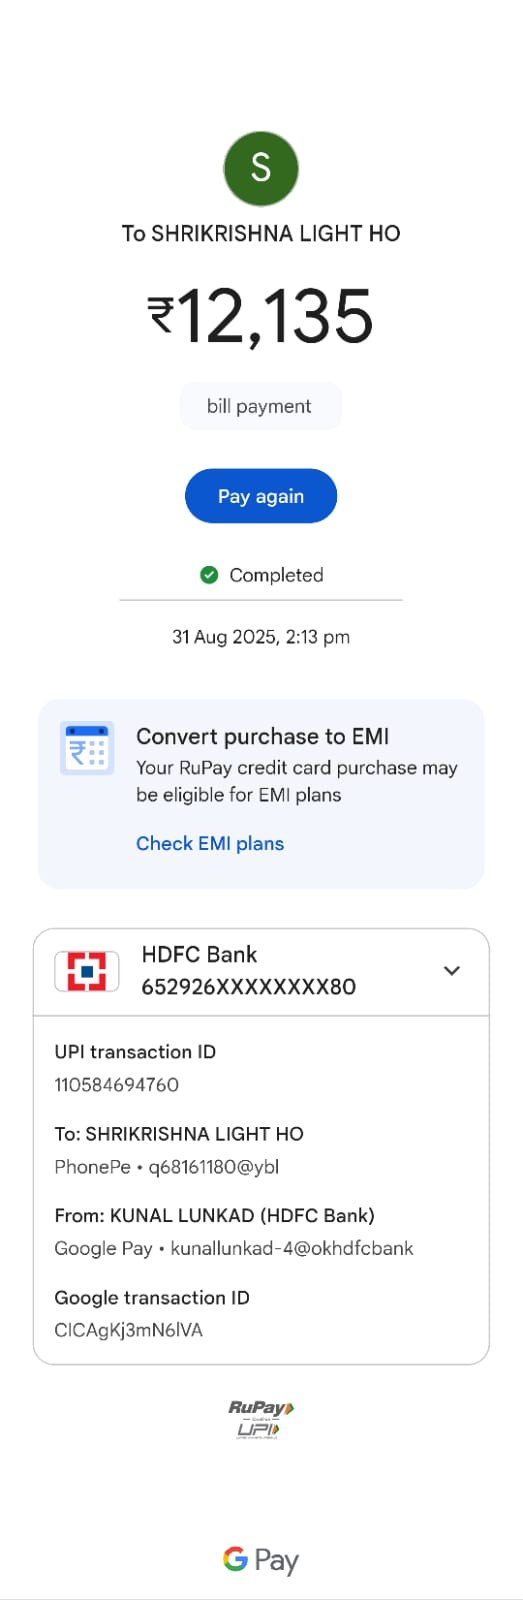 S
To SHRIKRISHNA LIGHT HO
₹12,135
bill payment
Pay again
Completed
31 Aug 2025, 2:13 pm
Convert purchase to EMI
Your RuPay credit card purchase may
be eligible for EMI plans
Check EMI plans
HDFC Bank
652926XXXXXXXX80
UPI transaction ID
110584694760
To: SHRIKRISHNA LIGHT HO
PhonePe • q68161180@ybl
From: KUNAL LUNKAD (HDFC Bank)
Google Pay • kunallunkad-4@okhdfcbank
Google transaction ID
CICAgKj3mN6lVA
RuPay
UPI
G Pay